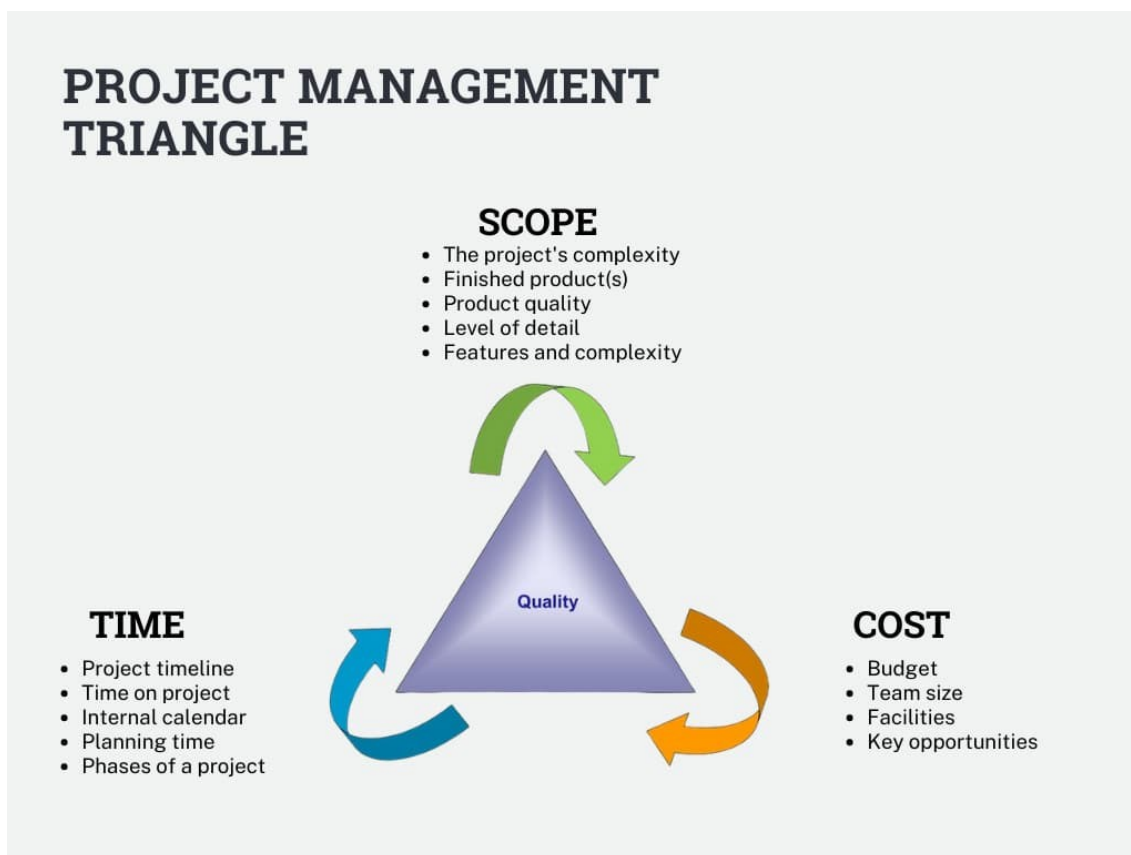 PROJECT MANAGEMENT
TRIANGLE
SCOPE
• The project's complexity
• Finished product(s)
• Product quality
• Level of detail
• Features and complexity
Quality
TIME
• Project timeline
• Time on project
• Internal calendar
• Planning time
• Phases of a project
COST
• Budget
• Team size
• Facilities
• Key opportunities